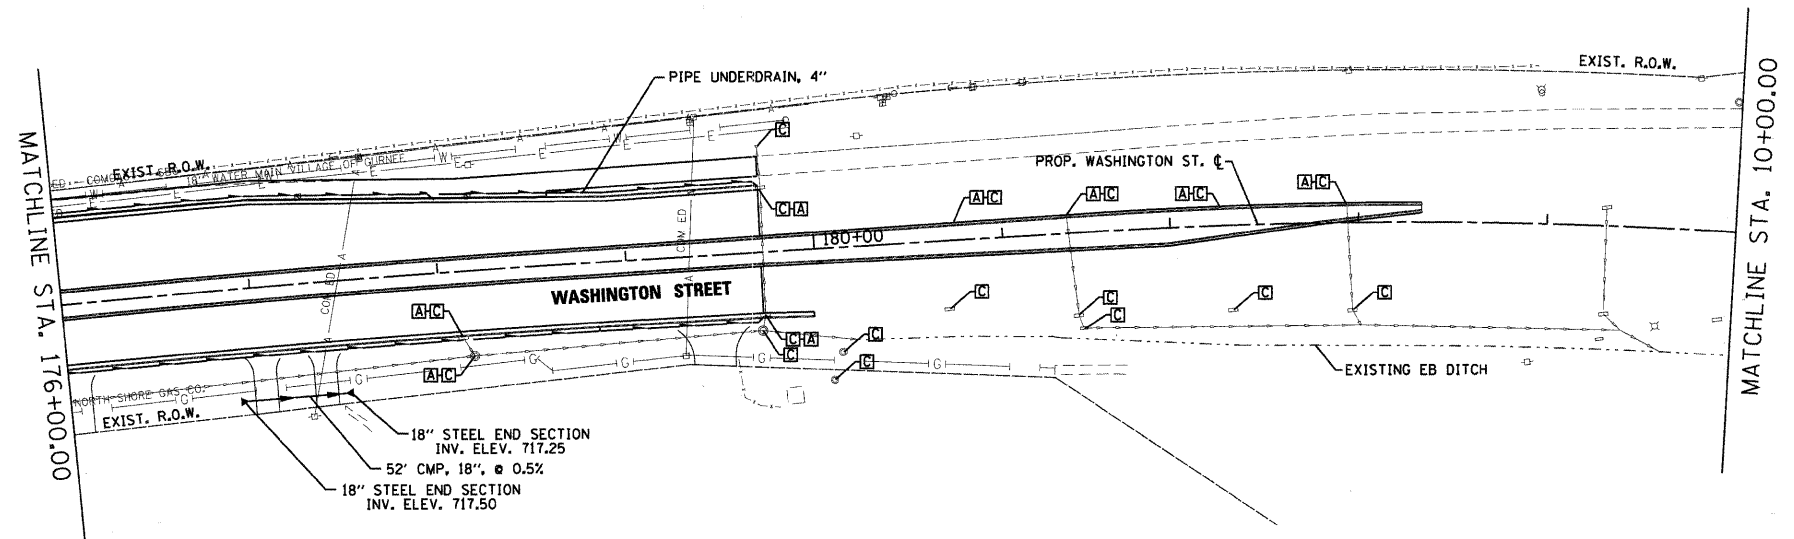 MATCHLINE STA. 176+00.00
MATCHLINE STA. 10+00.00
PIPE UNDERDRAIN, 4"
EXIST. R.O.W.
EXIST. R.O.W.
18" WATER MAIN VILLAGE OF GURNEE
PROP. WASHINGTON ST. ℄
C
C A
A C
A C
A C
A C
180+00
COM ED
COM ED
WASHINGTON STREET
A C
C A
C
C
C
A C
C
C
C
C
C
NORTH SHORE GAS CO.
EXIST. R.O.W.
EXISTING EB DITCH
18" STEEL END SECTION
INV. ELEV. 717.25
52' CMP, 18", @ 0.5%
18" STEEL END SECTION
INV. ELEV. 717.50